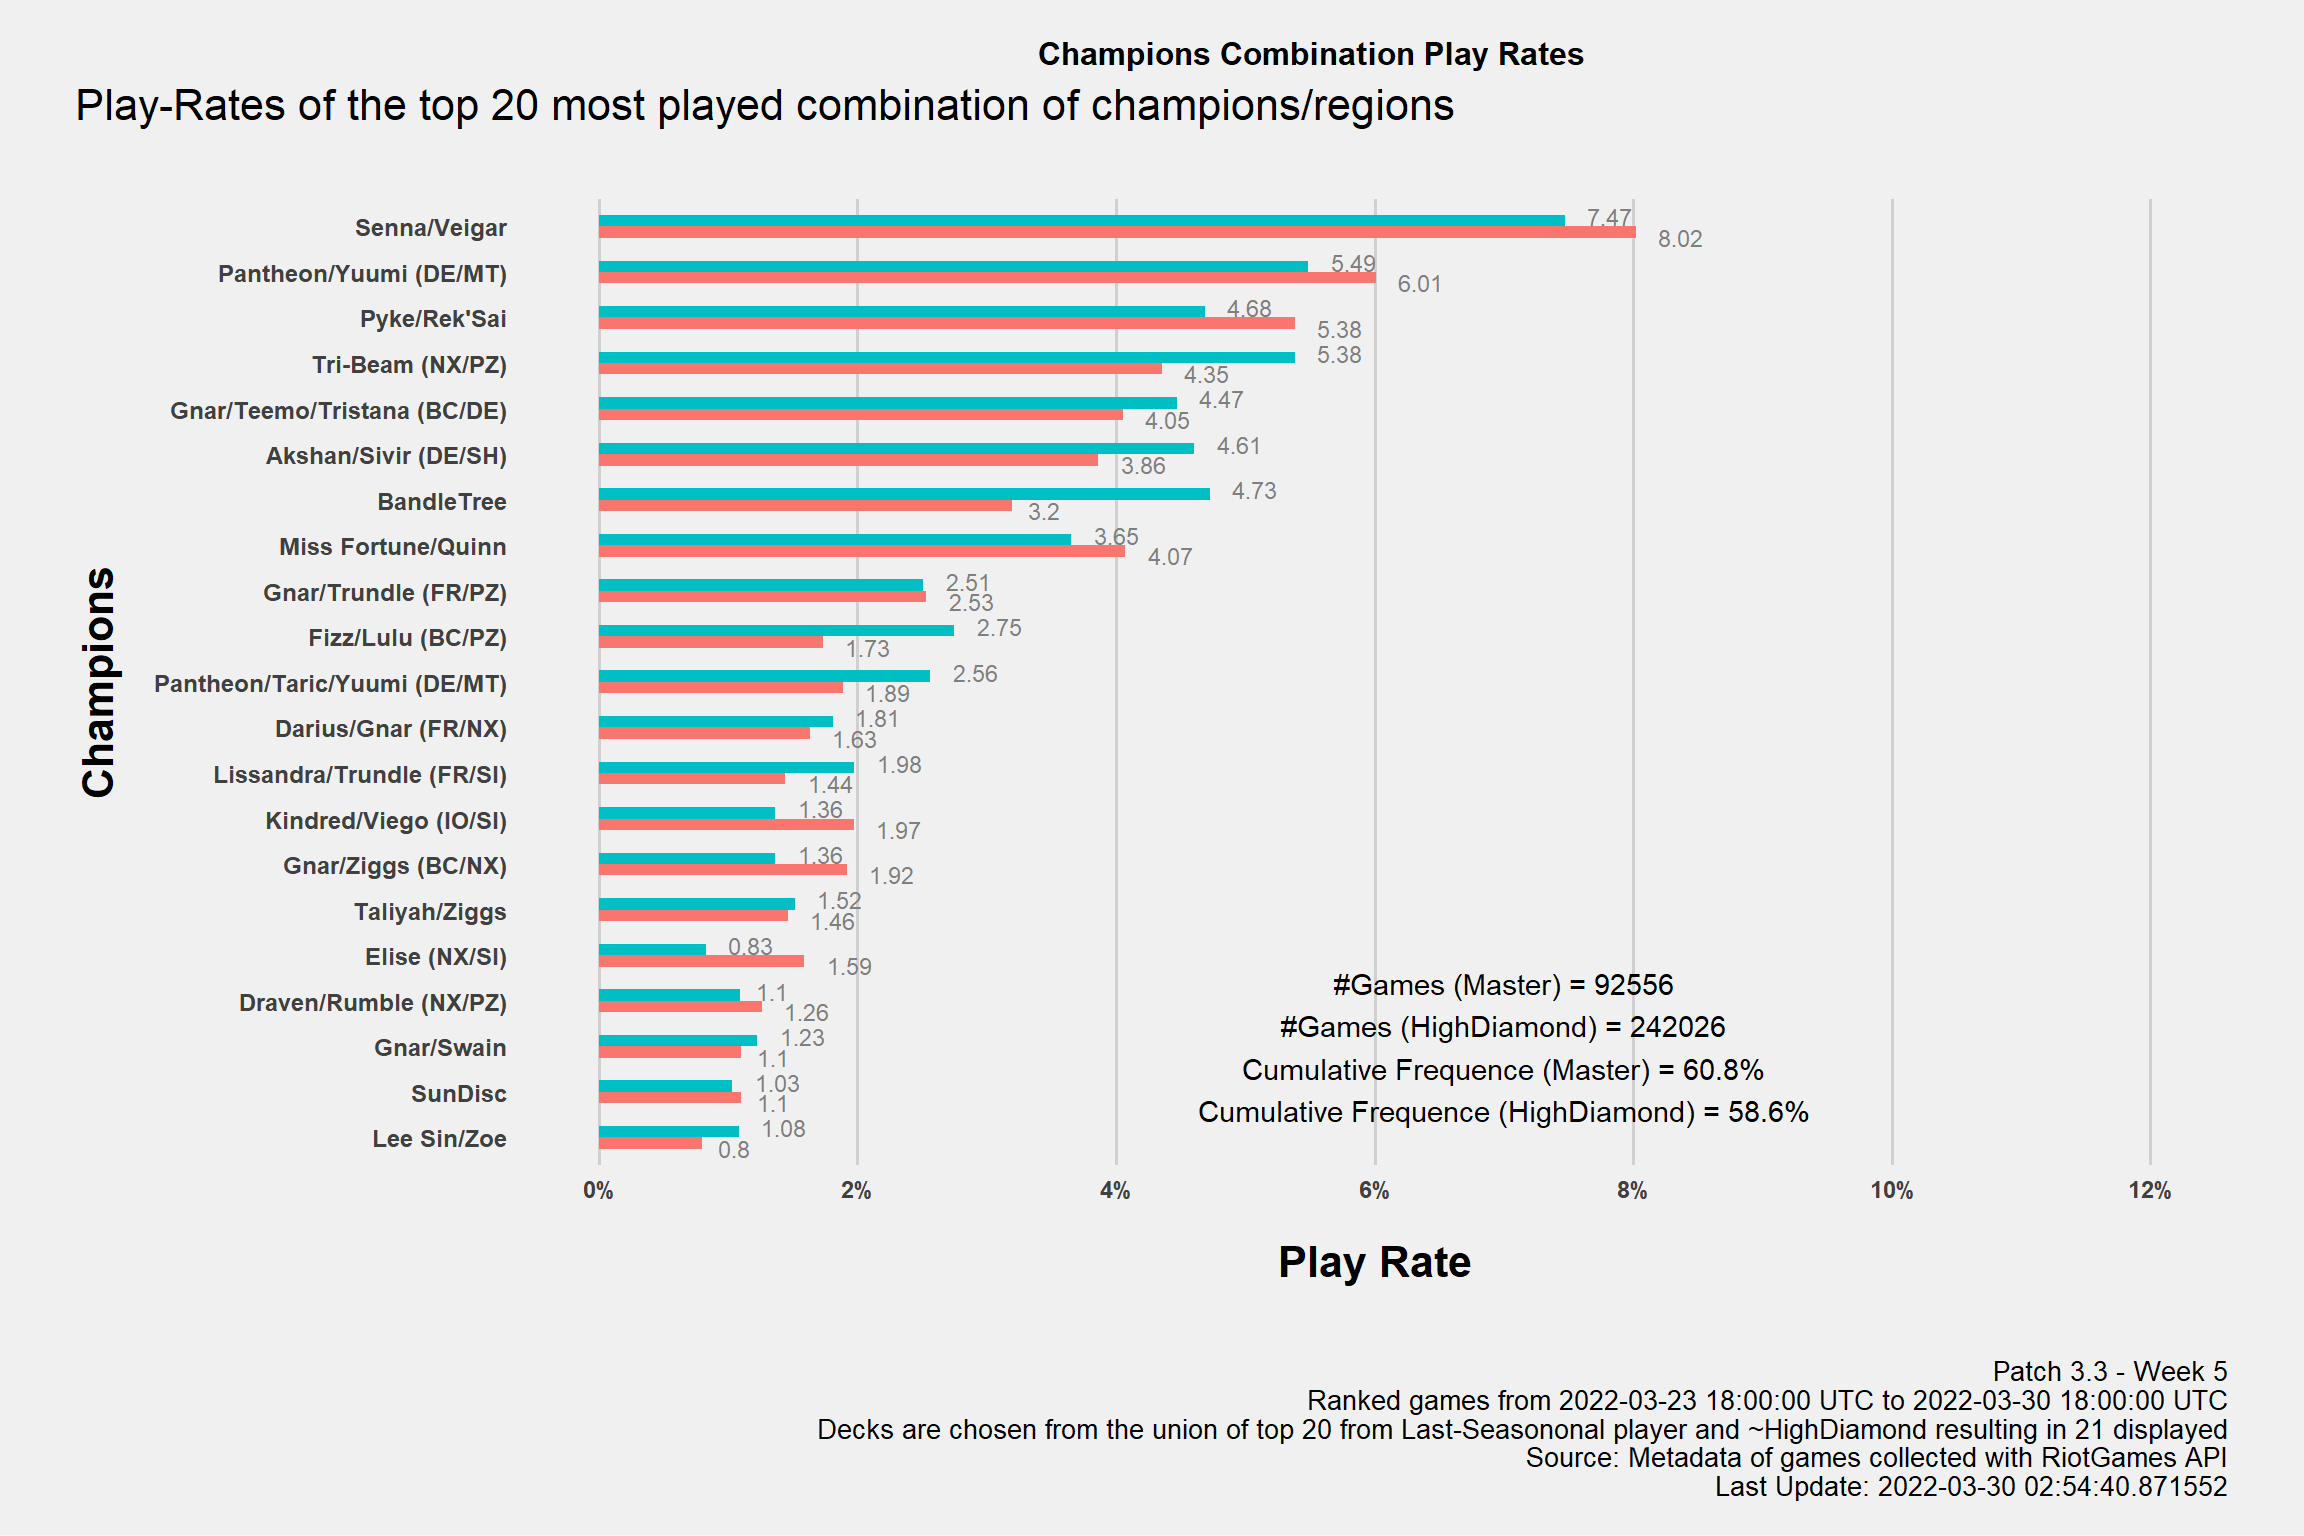 Champions Combination Play Rates
Play-Rates of the top 20 most played combination of champions/regions
Champions
Senna/Veigar
7.47
8.02
Pantheon/Yuumi (DE/MT)
5.49
6.01
Pyke/Rek'Sai
4.68
5.38
Tri-Beam (NX/PZ)
5.38
4.35
Gnar/Teemo/Tristana (BC/DE)
4.47
4.05
Akshan/Sivir (DE/SH)
4.61
3.86
BandleTree
4.73
3.2
Miss Fortune/Quinn
3.65
4.07
Gnar/Trundle (FR/PZ)
2.51
2.53
Fizz/Lulu (BC/PZ)
2.75
1.73
Pantheon/Taric/Yuumi (DE/MT)
2.56
1.89
Darius/Gnar (FR/NX)
1.81
1.63
Lissandra/Trundle (FR/SI)
1.98
1.44
Kindred/Viego (IO/SI)
1.36
1.97
Gnar/Ziggs (BC/NX)
1.36
1.92
Taliyah/Ziggs
1.52
1.46
Elise (NX/SI)
0.83
1.59
Draven/Rumble (NX/PZ)
1.1
1.26
Gnar/Swain
1.23
1.1
SunDisc
1.03
1.1
Lee Sin/Zoe
1.08
0.8
#Games (Master) = 92556
#Games (HighDiamond) = 242026
Cumulative Frequence (Master) = 60.8%
Cumulative Frequence (HighDiamond) = 58.6%
0% 2% 4% 6% 8% 10% 12%
Play Rate
Patch 3.3 - Week 5
Ranked games from 2022-03-23 18:00:00 UTC to 2022-03-30 18:00:00 UTC
Decks are chosen from the union of top 20 from Last-Seasononal player and ~HighDiamond resulting in 21 displayed
Source: Metadata of games collected with RiotGames API
Last Update: 2022-03-30 02:54:40.871552